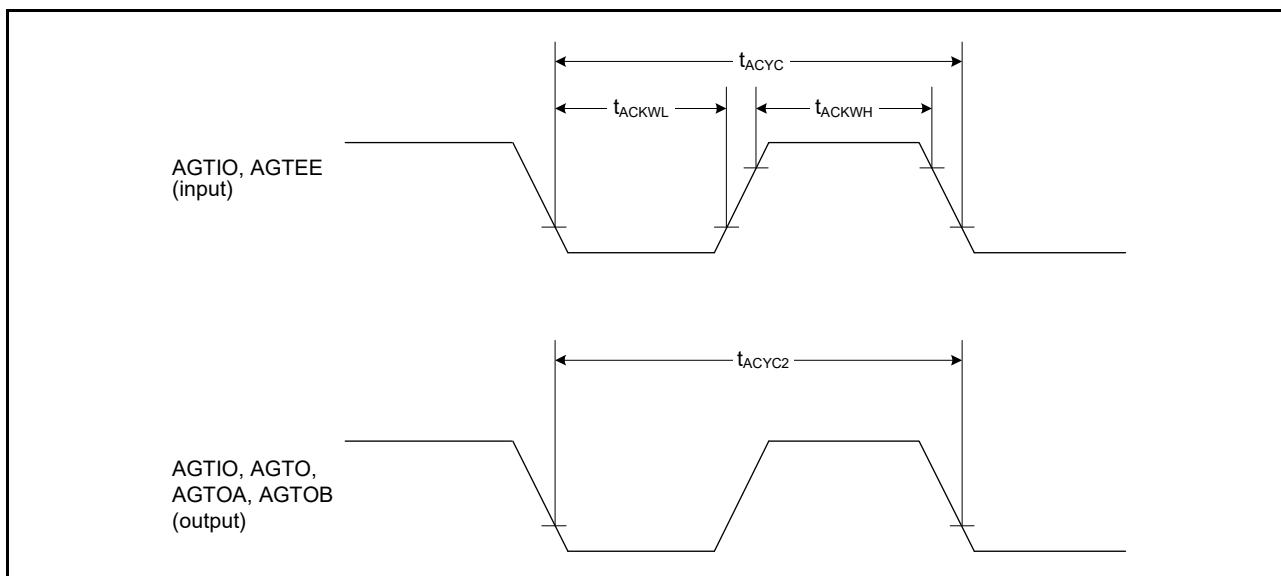 tACYC
tACKWL
tACKWH
AGTIO, AGTEE
(input)
tACYC2
AGTIO, AGTO,
AGTOA, AGTOB
(output)